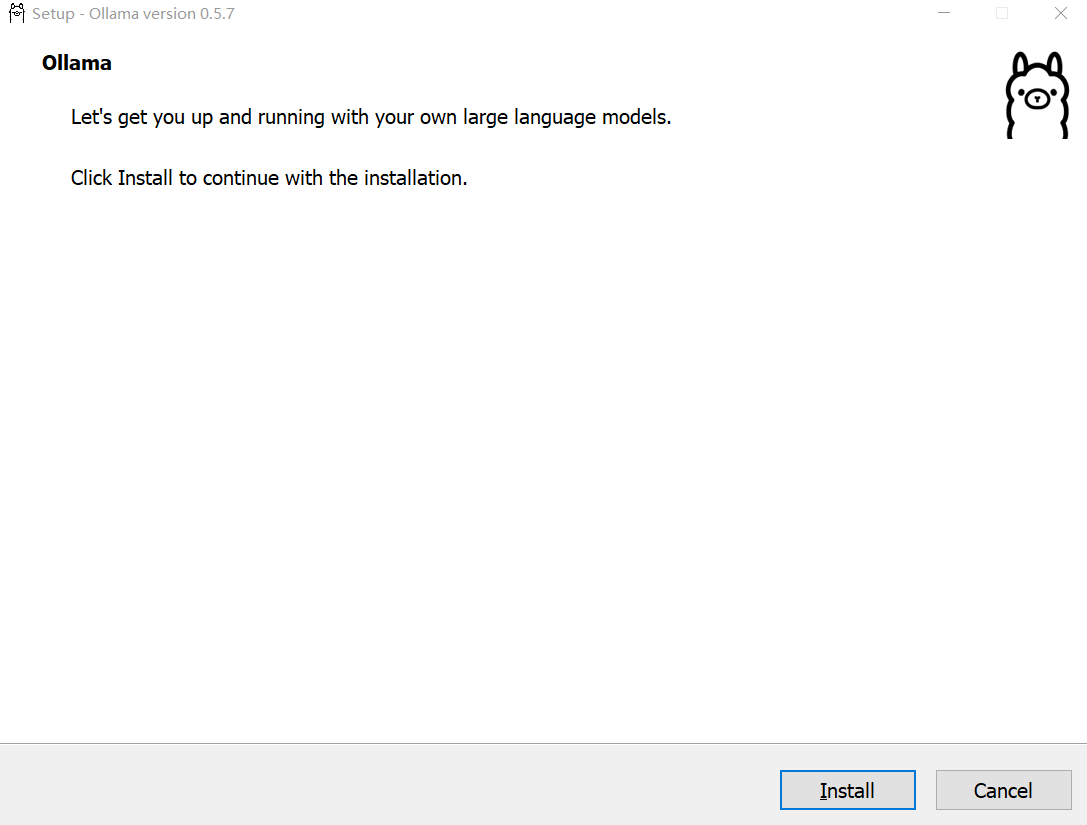 Setup - Ollama version 0.5.7
Ollama
Let's get you up and running with your own large language models.
Click Install to continue with the installation.
Install
Cancel